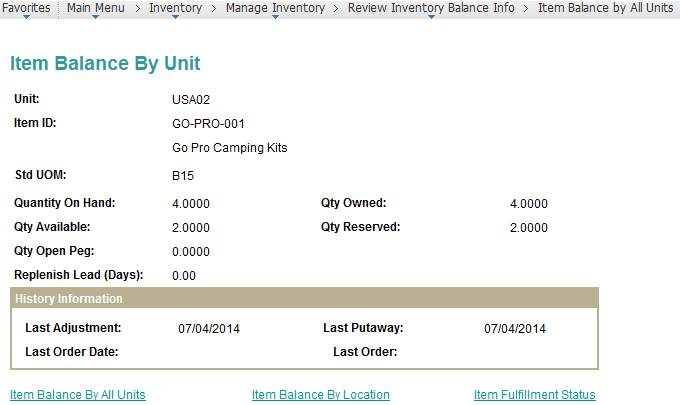 Favorites Main Menu > Inventory > Manage Inventory > Review Inventory Balance Info > Item Balance by All Units
Item Balance By Unit
Unit: USA02
Item ID: GO-PRO-001
Go Pro Camping Kits
Std UOM: B15
Quantity On Hand: 4.0000 Qty Owned: 4.0000
Qty Available: 2.0000 Qty Reserved: 2.0000
Qty Open Peg: 0.0000
Replenish Lead (Days): 0.00
History Information
Last Adjustment: 07/04/2014 Last Putaway: 07/04/2014
Last Order Date: Last Order:
Item Balance By All Units Item Balance By Location Item Fulfillment Status